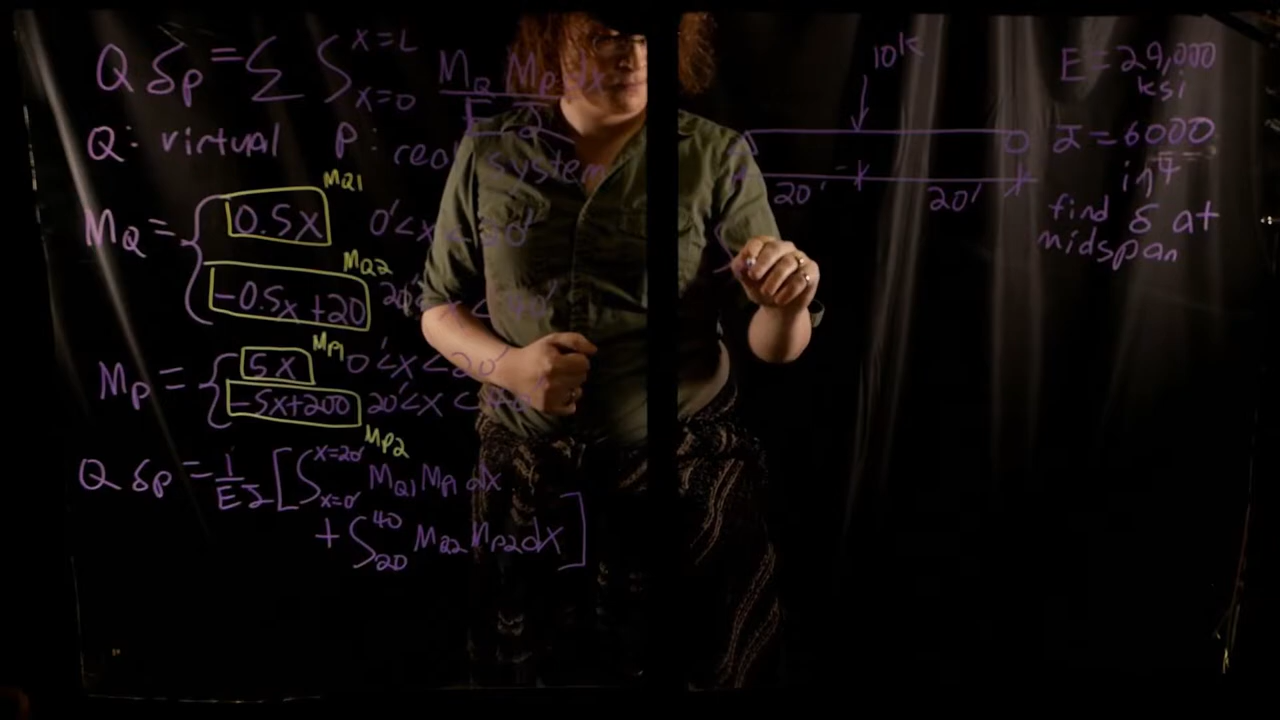 Q δp = Σ ∫ x=L x=0 MQ MP dx / EI
Q: virtual P: real system
MQ = { 0.5x 0'<x<20' MQ1
-0.5x+20 20'<x<40' MQ2
MP = { 5x 0'<x<20' MP1
-5x+200 20'<x<40' MP2
Q δp = 1/EI [ ∫ x=20' x=0' MQ1 MP1 dx
+ ∫ 40 20 MQ2 MP2 dx ]
10k
20' 20'
E = 29,000
ksi
I = 6000
in4
find δ at
midspan